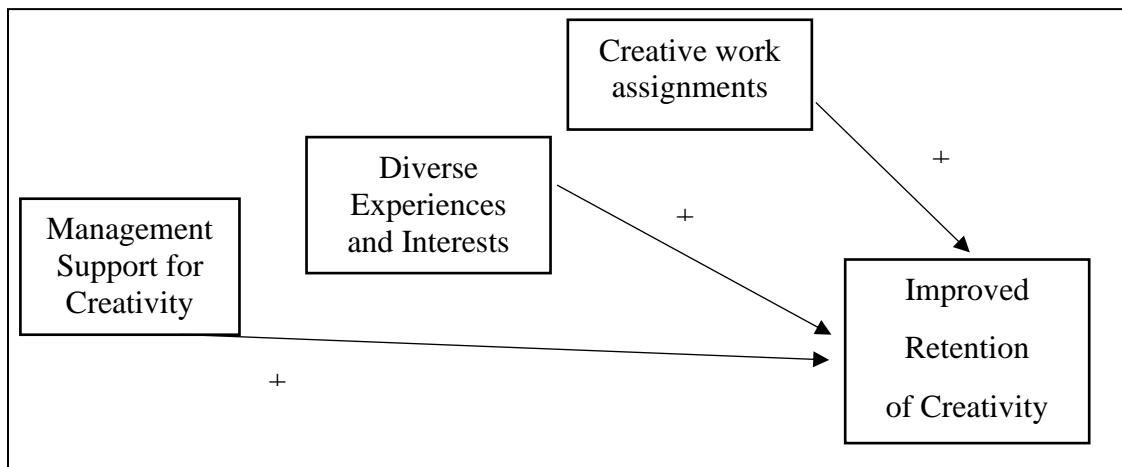 Creative work
assignments
+
Diverse
Experiences
and Interests
+
Management
Support for
Creativity
Improved
Retention
of Creativity
+